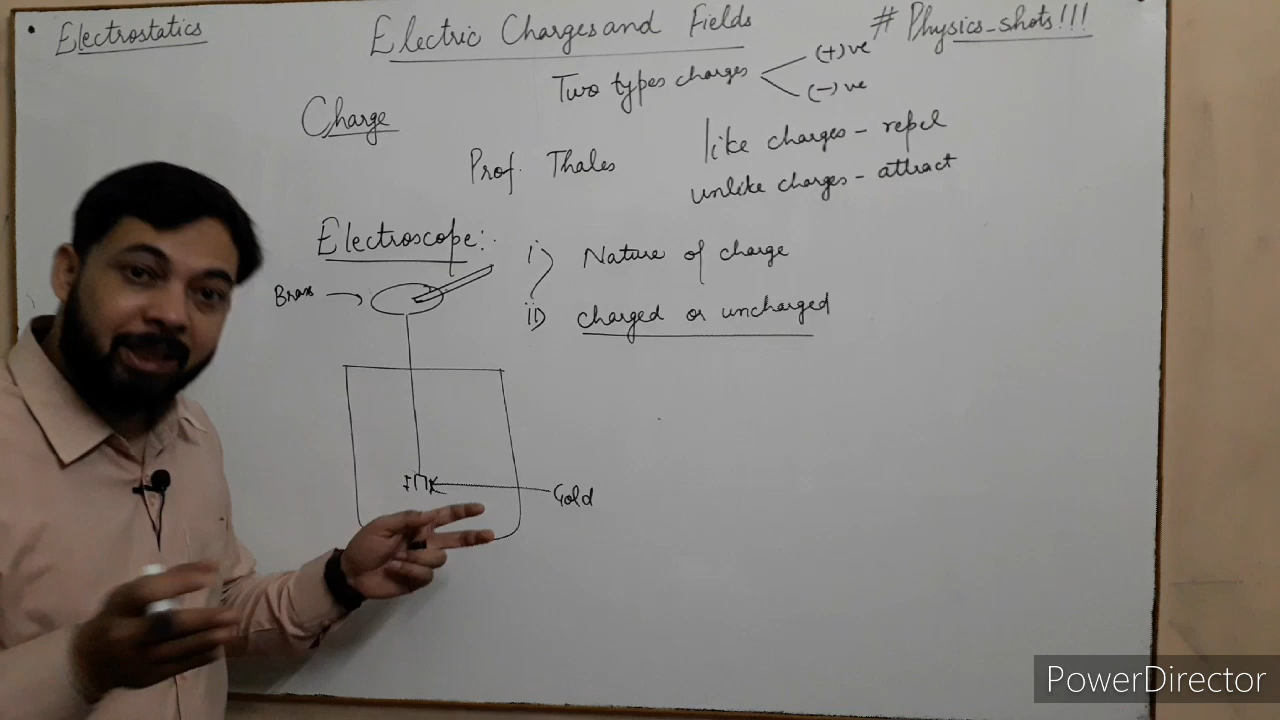 • Electrostatics
Electric Charges and Fields
# Physics-shots!!!
Two types charges
(+)ve
(-)ve
Charge
Prof. Thales
like charges - repel
unlike charges - attract
Electroscope:
i) Nature of charge
ii) charged or uncharged
Brass
Gold
PowerDirector